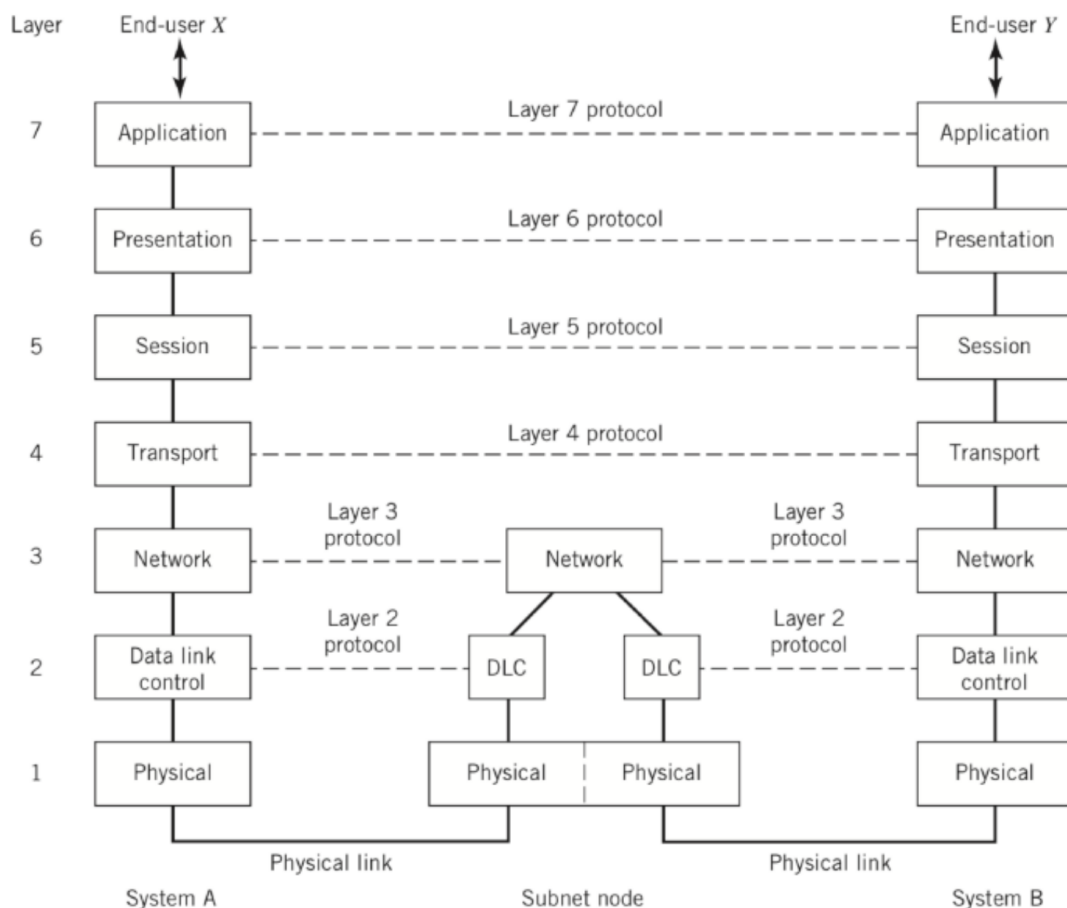 Layer
End-user X
End-user Y
7
Application
Layer 7 protocol
Application
6
Presentation
Layer 6 protocol
Presentation
5
Session
Layer 5 protocol
Session
4
Transport
Layer 4 protocol
Transport
3
Network
Layer 3
protocol
Network
Layer 3
protocol
Network
2
Data link
control
Layer 2
protocol
DLC
DLC
Layer 2
protocol
Data link
control
1
Physical
Physical
Physical
Physical
Physical link
Physical link
System A
Subnet node
System B